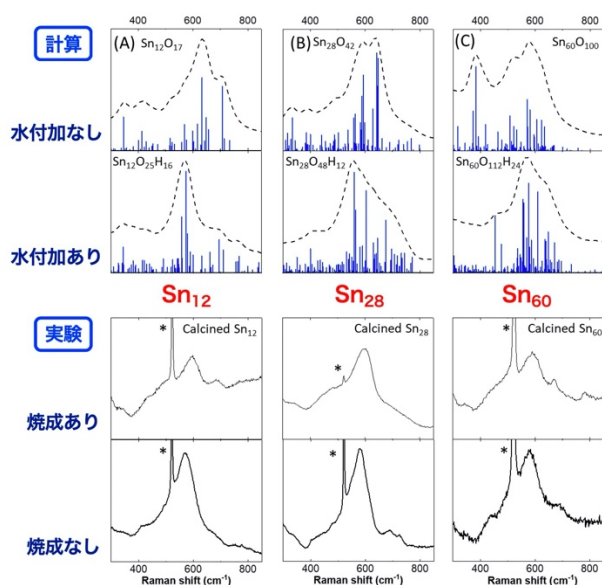 400 600 800 400 600 800 400 600 800
計算
(A) Sn₁₂O₁₇
(B) Sn₂₈O₄₂
(C) Sn₆₀O₁₀₀
水付加なし
Sn₁₂O₂₅H₁₆
Sn₂₈O₄₈H₁₂
Sn₆₀O₁₁₂H₂₄
水付加あり
Sn₁₂ Sn₂₈ Sn₆₀
実験
* Calcined Sn₁₂
* Calcined Sn₂₈
* Calcined Sn₆₀
焼成あり
* * *
焼成なし
400 600 800 400 600 800 400 600 800
Raman shift (cm⁻¹) Raman shift (cm⁻¹) Raman shift (cm⁻¹)